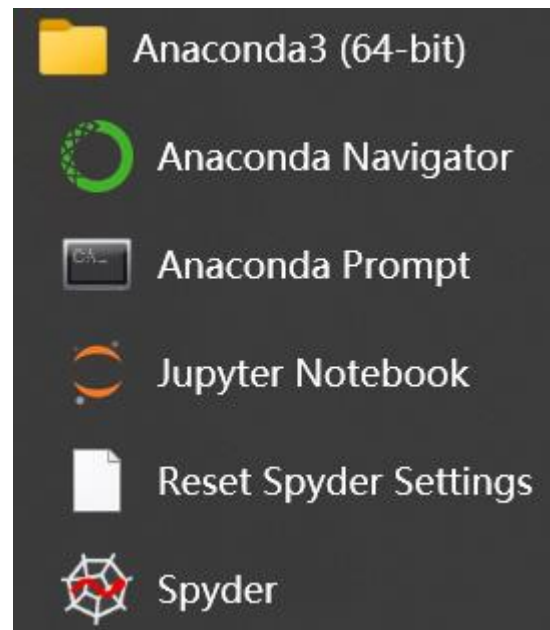 Anaconda3 (64-bit)
Anaconda Navigator
Anaconda Prompt
Jupyter Notebook
Reset Spyder Settings
Spyder